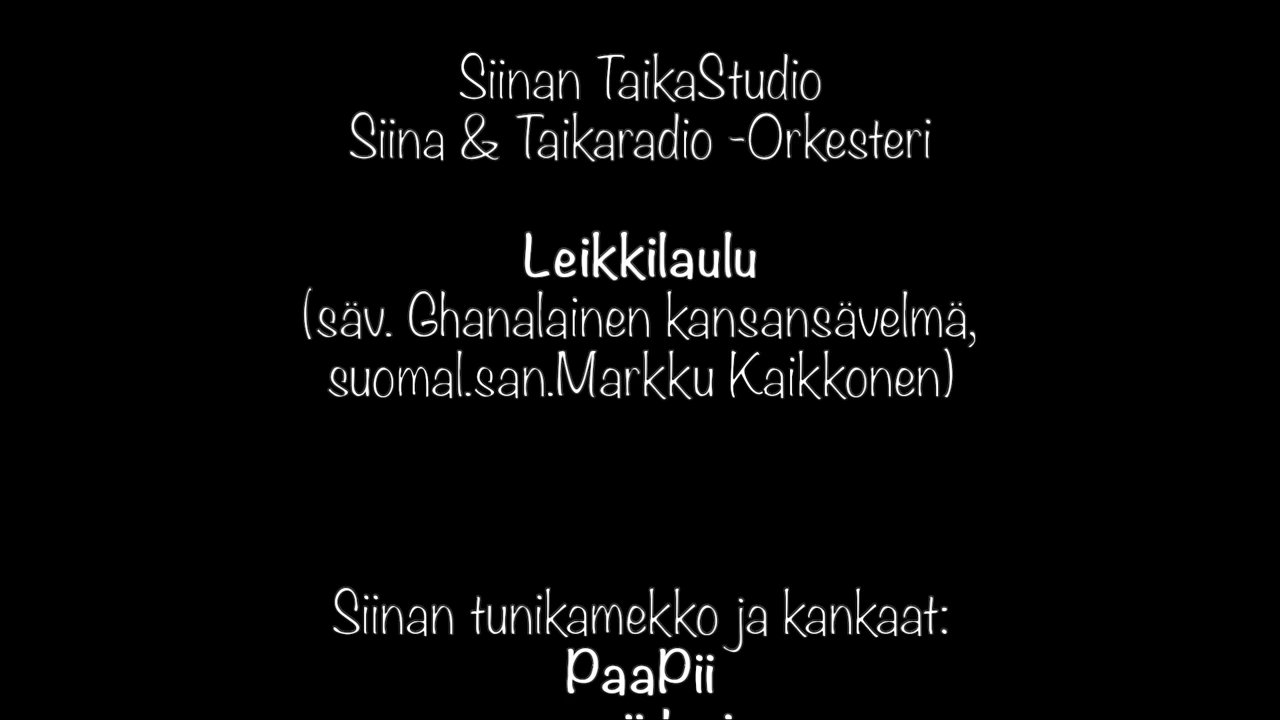 Siinan TaikaStudio
Siina & Taikaradio -Orkesteri
Leikkilaulu
(säv. Ghanalainen kansansävelmä,
suomal.san.Markku Kaikkonen)
Siinan tunikamekko ja kankaat:
PaaPii